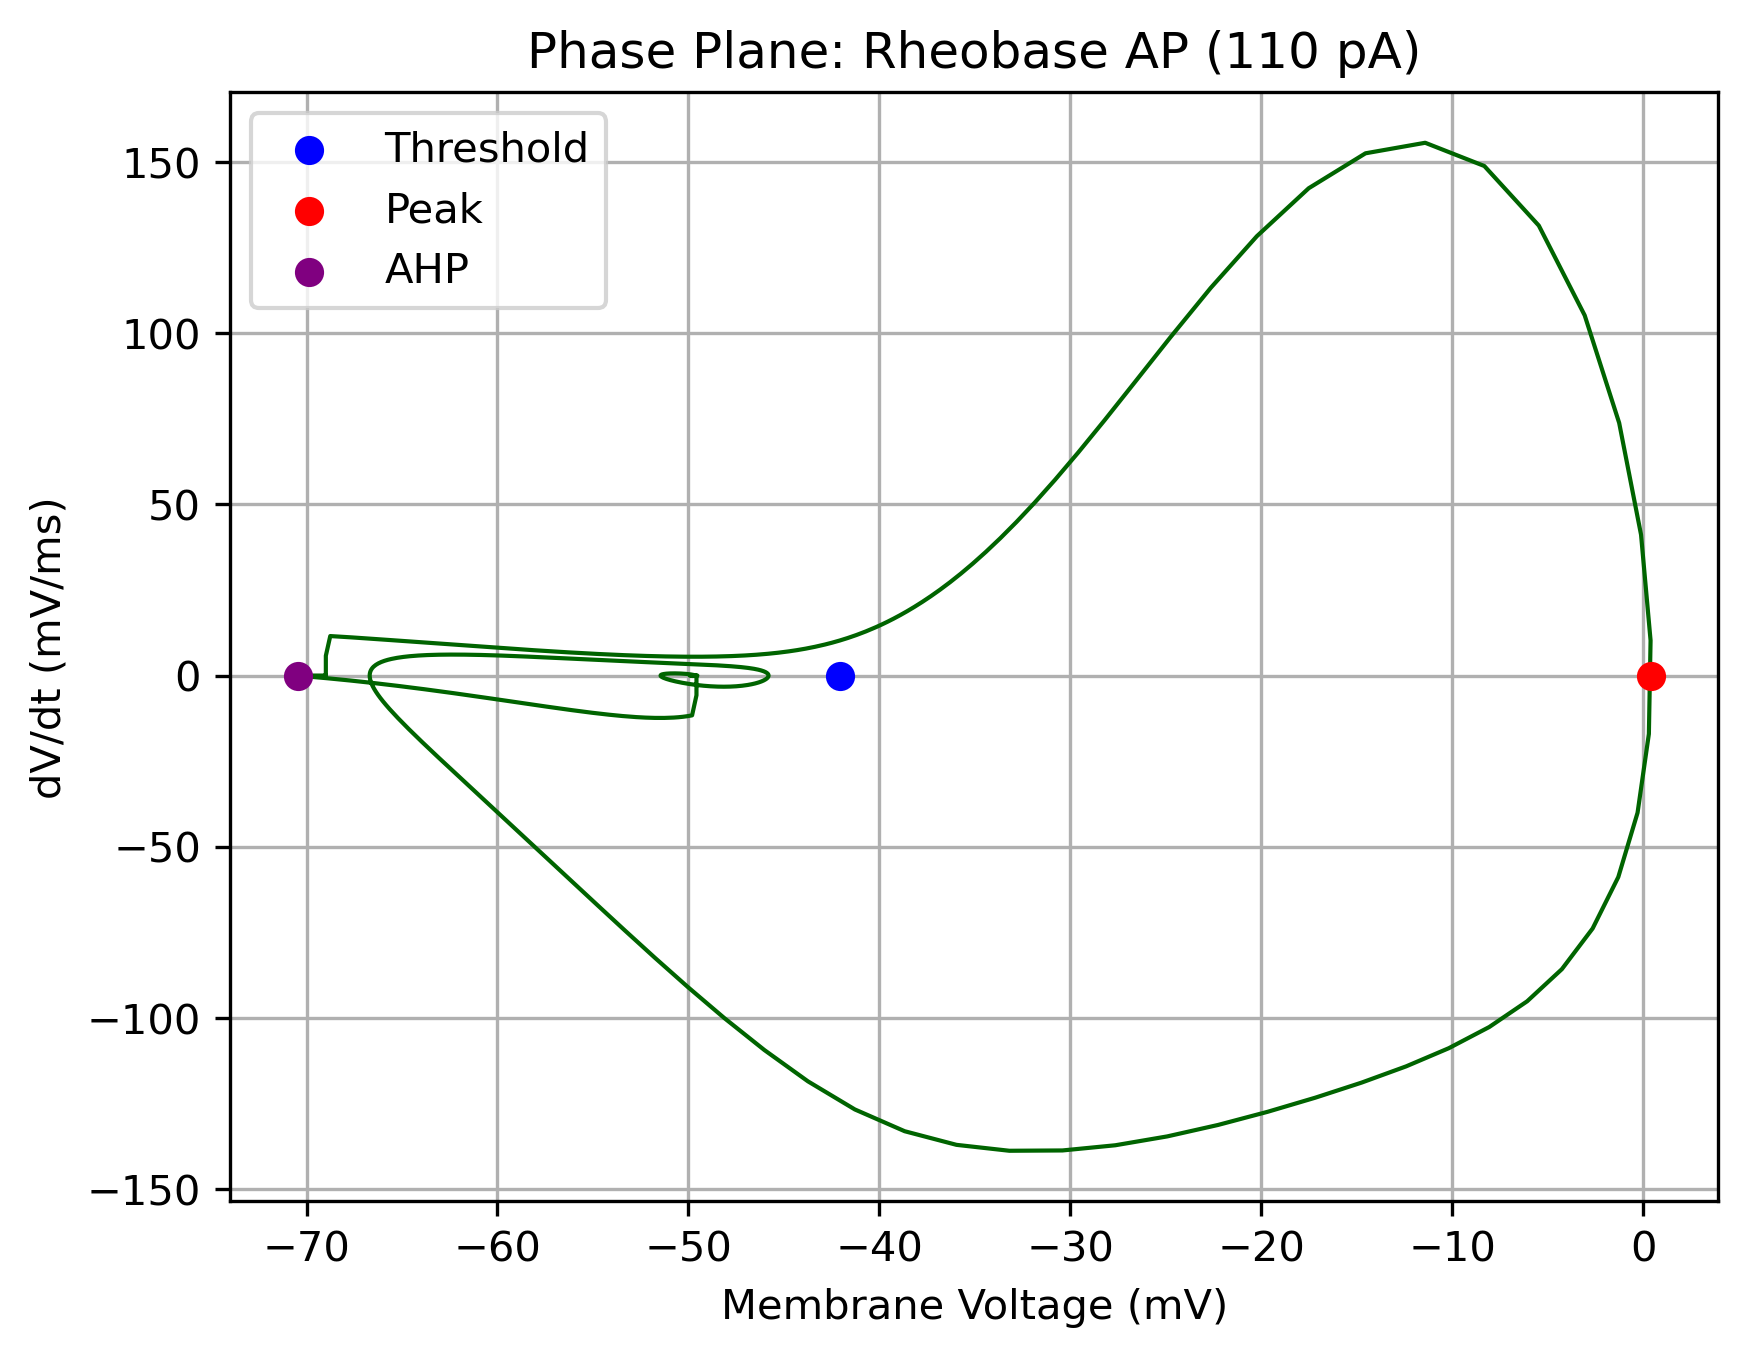 Phase Plane: Rheobase AP (110 pA)
Threshold
Peak
AHP
dV/dt (mV/ms)
150
100
50
0
−50
−100
−150
−70 −60 −50 −40 −30 −20 −10 0
Membrane Voltage (mV)